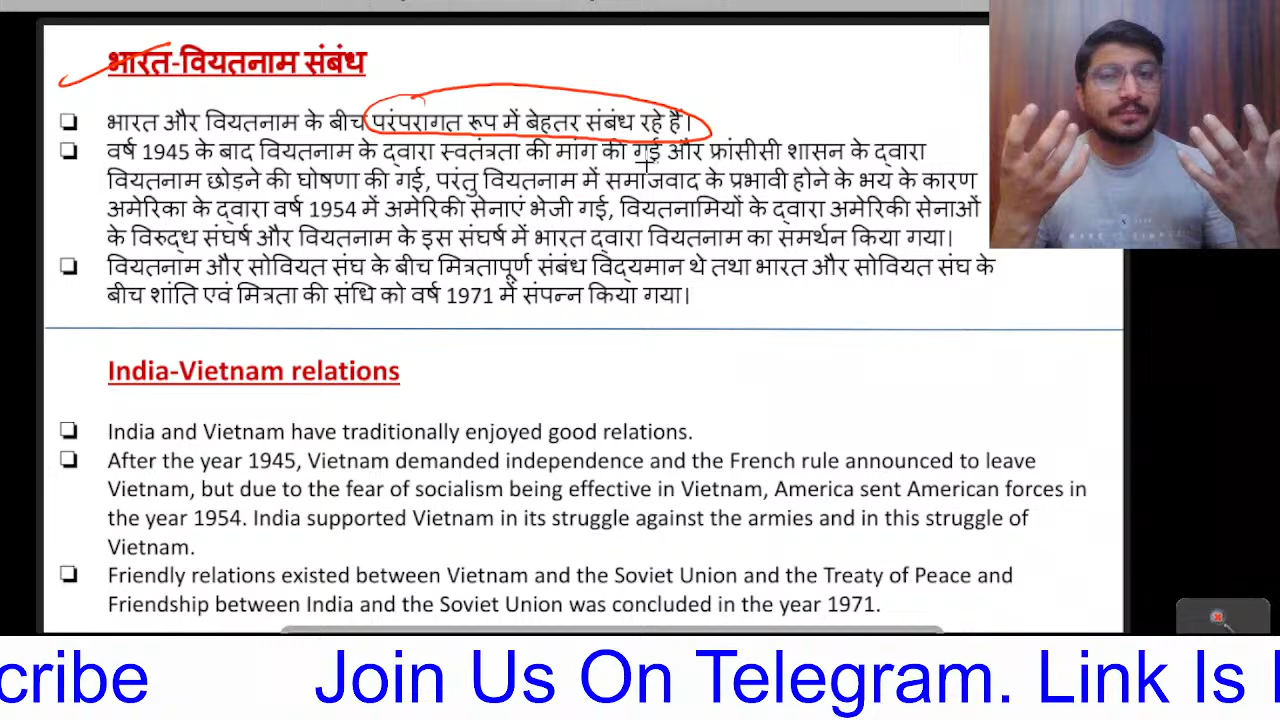 भारत-वियतनाम संबंध
❑ भारत और वियतनाम के बीच परंपरागत रूप में बेहतर संबंध रहे हैं।
❑ वर्ष 1945 के बाद वियतनाम के द्वारा स्वतंत्रता की मांग की गई और फ्रांसीसी शासन के द्वारा
वियतनाम छोड़ने की घोषणा की गई, परंतु वियतनाम में समाजवाद के प्रभावी होने के भय के कारण
अमेरिका के द्वारा वर्ष 1954 में अमेरिकी सेनाएं भेजी गई, वियतनामियों के द्वारा अमेरिकी सेनाओं
के विरुद्ध संघर्ष और वियतनाम के इस संघर्ष में भारत द्वारा वियतनाम का समर्थन किया गया।
❑ वियतनाम और सोवियत संघ के बीच मित्रतापूर्ण संबंध विद्यमान थे तथा भारत और सोवियत संघ के
बीच शांति एवं मित्रता की संधि को वर्ष 1971 में संपन्न किया गया।
India-Vietnam relations
❑ India and Vietnam have traditionally enjoyed good relations.
❑ After the year 1945, Vietnam demanded independence and the French rule announced to leave
Vietnam, but due to the fear of socialism being effective in Vietnam, America sent American forces in
the year 1954. India supported Vietnam in its struggle against the armies and in this struggle of
Vietnam.
❑ Friendly relations existed between Vietnam and the Soviet Union and the Treaty of Peace and
Friendship between India and the Soviet Union was concluded in the year 1971.
cribe Join Us On Telegram. Link Is